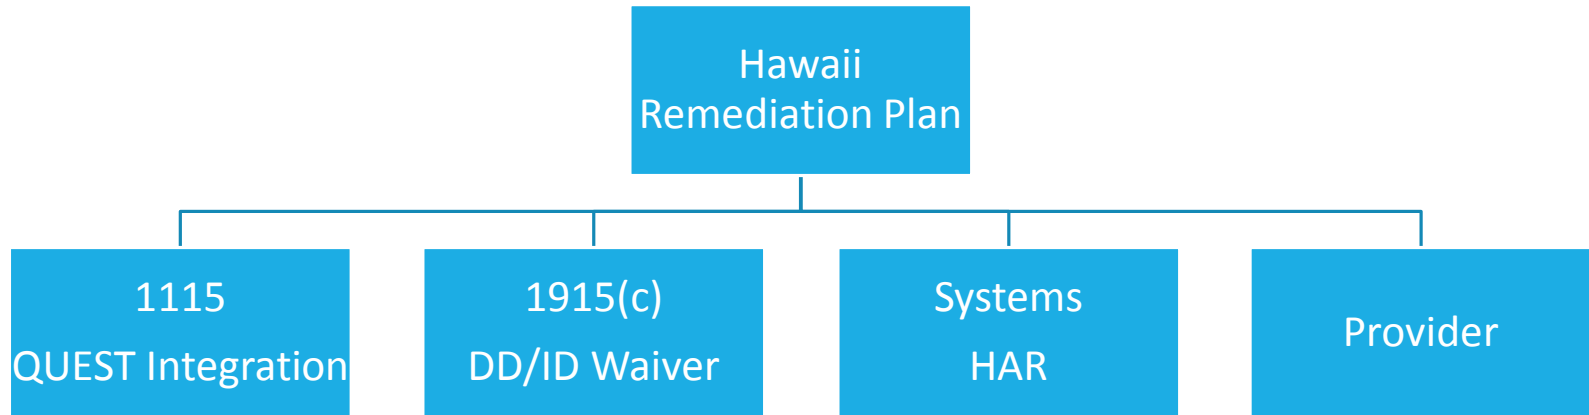 Hawaii
Remediation Plan
1115
QUEST Integration
1915(c)
DD/ID Waiver
Systems
HAR
Provider